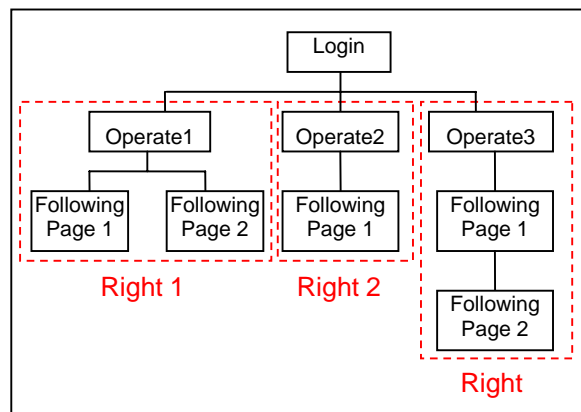 Login
Operate1
Operate2
Operate3
Following
Page 1
Following
Page 2
Following
Page 1
Following
Page 1
Right 1
Right 2
Following
Page 2
Right